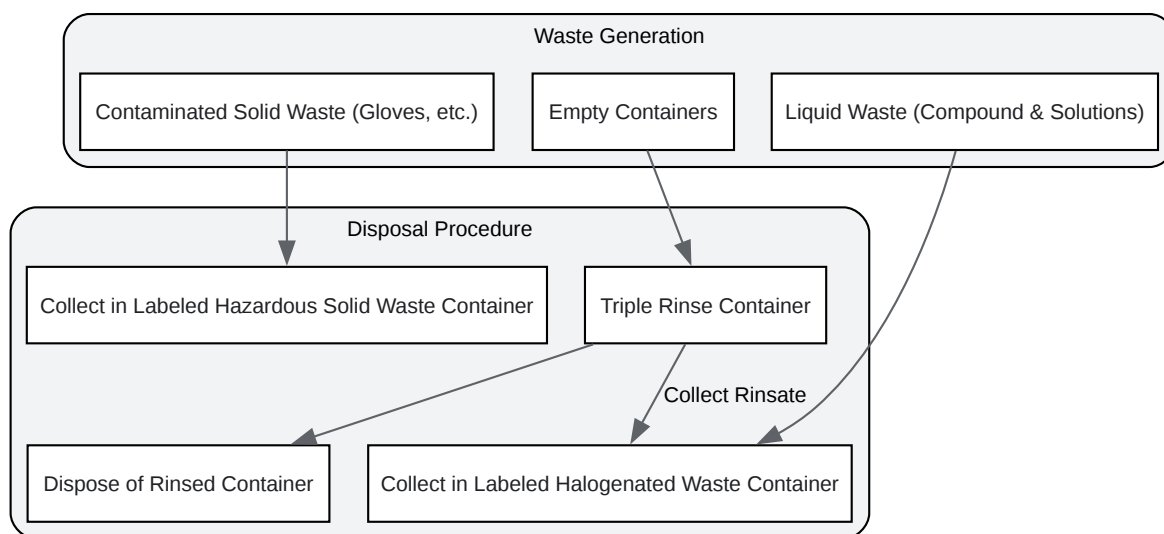 Waste Generation
Contaminated Solid Waste (Gloves, etc.)
Empty Containers
Liquid Waste (Compound & Solutions)
Disposal Procedure
Collect in Labeled Hazardous Solid Waste Container
Triple Rinse Container
Collect Rinsate
Dispose of Rinsed Container
Collect in Labeled Halogenated Waste Container